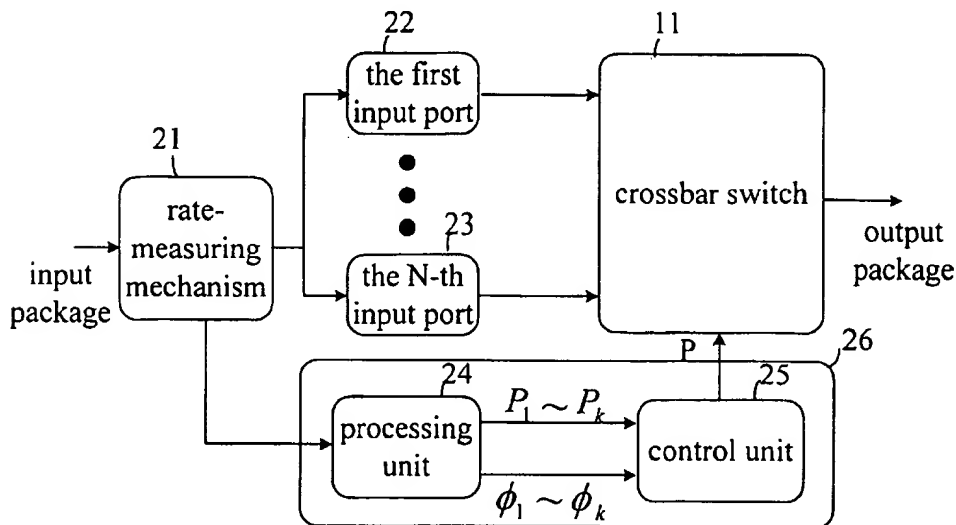 22
the first
input port
11
21
rate-
measuring
mechanism
input
package
23
the N-th
input port
crossbar switch
output
package
P
26
24
processing
unit
P₁ ~ Pₖ
ϕ₁ ~ ϕₖ
25
control unit